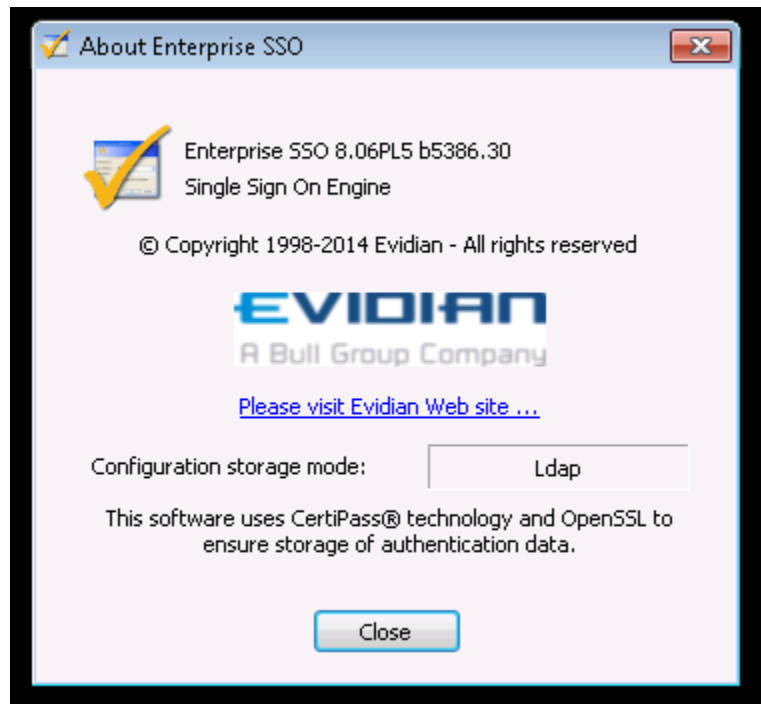 About Enterprise SSO
Enterprise SSO 8.06PL5 b5386.30
Single Sign On Engine
© Copyright 1998-2014 Evidian - All rights reserved
EVIDIAN
A Bull Group Company
Please visit Evidian Web site ...
Configuration storage mode:
Ldap
This software uses CertiPass® technology and OpenSSL to
ensure storage of authentication data.
Close